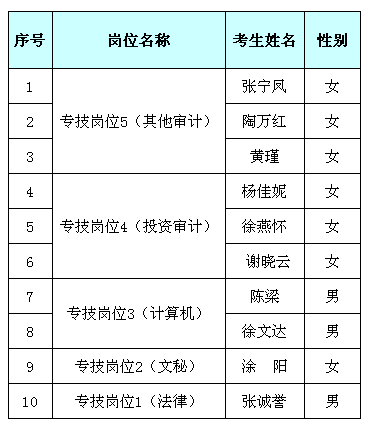 序号 岗位名称 考生姓名 性别
1 专技岗位5（其他审计） 张宁凤 女
2 陶万红 女
3 黄瑾 女
4 专技岗位4（投资审计） 杨佳妮 女
5 徐燕怀 女
6 谢晓云 女
7 专技岗位3（计算机） 陈梁 男
8 徐文达 男
9 专技岗位2（文秘） 涂 阳 女
10 专技岗位1（法律） 张诚誉 男